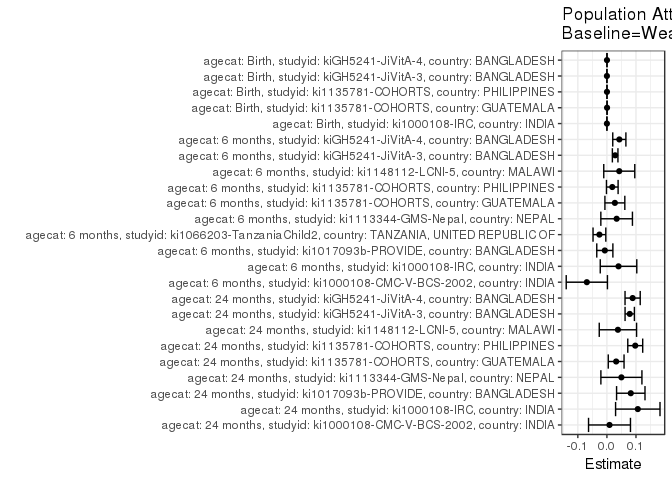 Population Att
Baseline=Wea
agecat: Birth, studyid: kiGH5241-JiVitA-4, country: BANGLADESH
agecat: Birth, studyid: kiGH5241-JiVitA-3, country: BANGLADESH
agecat: Birth, studyid: ki1135781-COHORTS, country: PHILIPPINES
agecat: Birth, studyid: ki1135781-COHORTS, country: GUATEMALA
agecat: Birth, studyid: ki1000108-IRC, country: INDIA
agecat: 6 months, studyid: kiGH5241-JiVitA-4, country: BANGLADESH
agecat: 6 months, studyid: kiGH5241-JiVitA-3, country: BANGLADESH
agecat: 6 months, studyid: ki1148112-LCNI-5, country: MALAWI
agecat: 6 months, studyid: ki1135781-COHORTS, country: PHILIPPINES
agecat: 6 months, studyid: ki1135781-COHORTS, country: GUATEMALA
agecat: 6 months, studyid: ki1113344-GMS-Nepal, country: NEPAL
agecat: 6 months, studyid: ki1066203-TanzaniaChild2, country: TANZANIA, UNITED REPUBLIC OF
agecat: 6 months, studyid: ki1017093b-PROVIDE, country: BANGLADESH
agecat: 6 months, studyid: ki1000108-IRC, country: INDIA
agecat: 6 months, studyid: ki1000108-CMC-V-BCS-2002, country: INDIA
agecat: 24 months, studyid: kiGH5241-JiVitA-4, country: BANGLADESH
agecat: 24 months, studyid: kiGH5241-JiVitA-3, country: BANGLADESH
agecat: 24 months, studyid: ki1148112-LCNI-5, country: MALAWI
agecat: 24 months, studyid: ki1135781-COHORTS, country: PHILIPPINES
agecat: 24 months, studyid: ki1135781-COHORTS, country: GUATEMALA
agecat: 24 months, studyid: ki1113344-GMS-Nepal, country: NEPAL
agecat: 24 months, studyid: ki1017093b-PROVIDE, country: BANGLADESH
agecat: 24 months, studyid: ki1000108-IRC, country: INDIA
agecat: 24 months, studyid: ki1000108-CMC-V-BCS-2002, country: INDIA
-0.1 0.0 0.1
Estimate